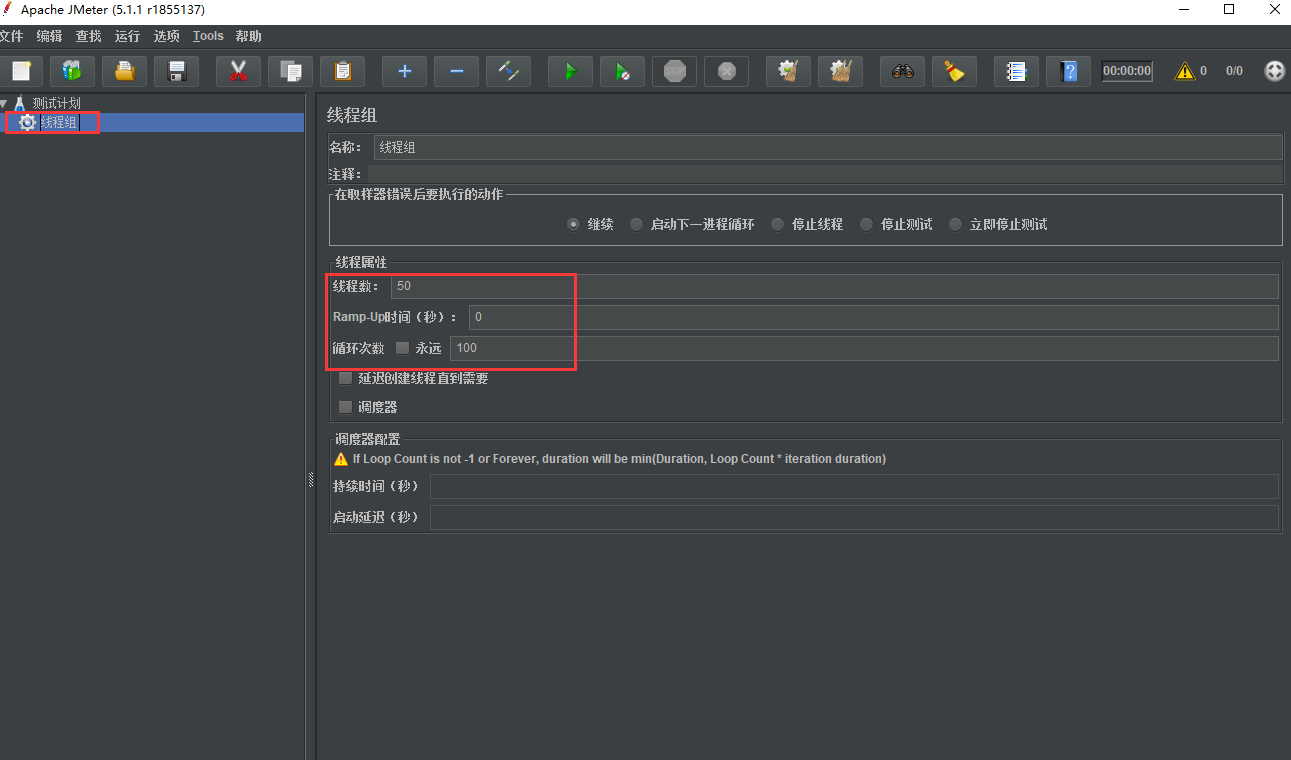 Apache JMeter (5.1.1 r1855137)
文件 编辑 查找 运行 选项 Tools 帮助
STOP 00:00:00 0 0/0
测试计划
线程组
线程组
名称： 线程组
注释：
在取样器错误后要执行的动作
继续 启动下一进程循环 停止线程 停止测试 立即停止测试
线程属性
线程数： 50
Ramp-Up时间（秒）： 0
循环次数 永远 100
延迟创建线程直到需要
调度器
调度器配置
If Loop Count is not -1 or Forever, duration will be min(Duration, Loop Count * iteration duration)
持续时间（秒）
启动延迟（秒）